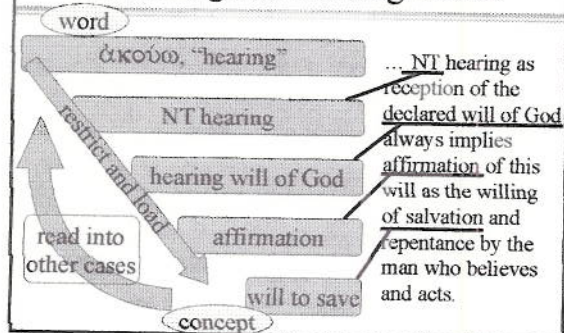 word
ἀκούω, “hearing”
NT hearing
hearing will of God
affirmation
will to save
restrict and load
read into
other cases
concept
... NT hearing as
reception of the
declared will of God
always implies
affirmation of this
will as the willing
of salvation and
repentance by the
man who believes
and acts.